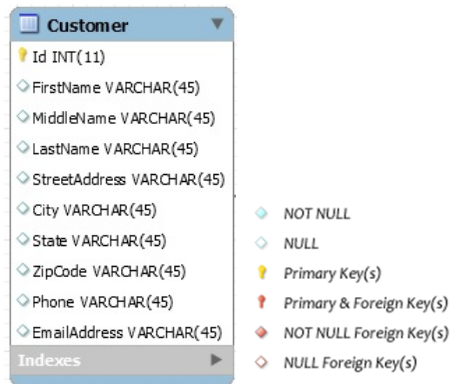 Customer
Id INT(11)
FirstName VARCHAR(45)
MiddleName VARCHAR(45)
LastName VARCHAR(45)
StreetAddress VARCHAR(45)
City VARCHAR(45)
State VARCHAR(45)
ZipCode VARCHAR(45)
Phone VARCHAR(45)
EmailAddress VARCHAR(45)
Indexes
NOT NULL
NULL
Primary Key(s)
Primary & Foreign Key(s)
NOT NULL Foreign Key(s)
NULL Foreign Key(s)